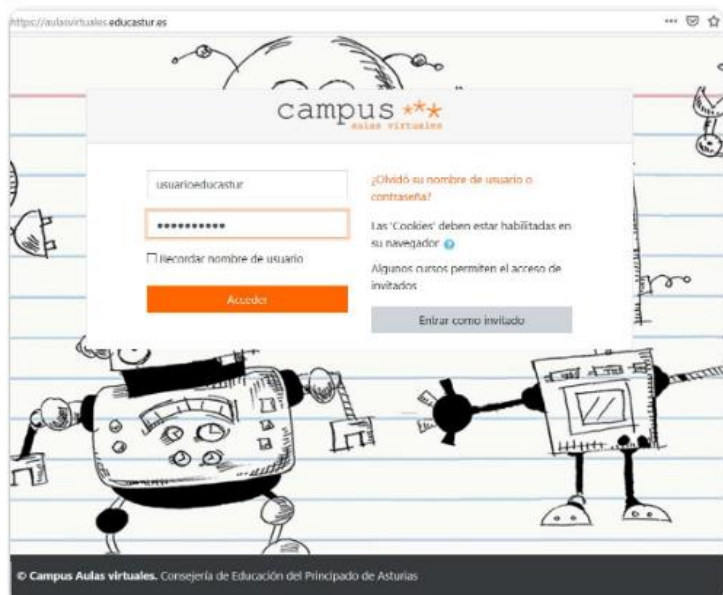 https://aulasvirtuales.educastur.es
campus
aulas virtuales
usuarioeducastur
••••••••••
Recordar nombre de usuario
Acceder
¿Olvidó su nombre de usuario o
contraseña?
Las 'Cookies' deben estar habilitadas en
su navegador
Algunos cursos permiten el acceso de
invitados
Entrar como invitado
© Campus Aulas virtuales. Consejería de Educación del Principado de Asturias